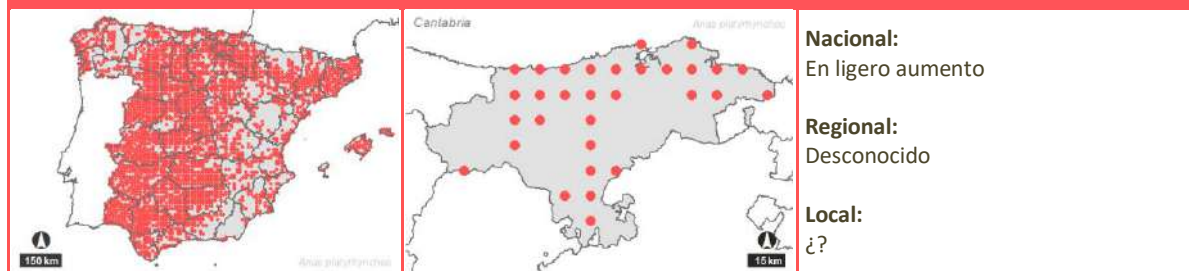 150 km
Anas platyrhynchos
Cantabria
Anas platyrhynchos
15 km
Nacional:
En ligero aumento
Regional:
Desconocido
Local:
¿?